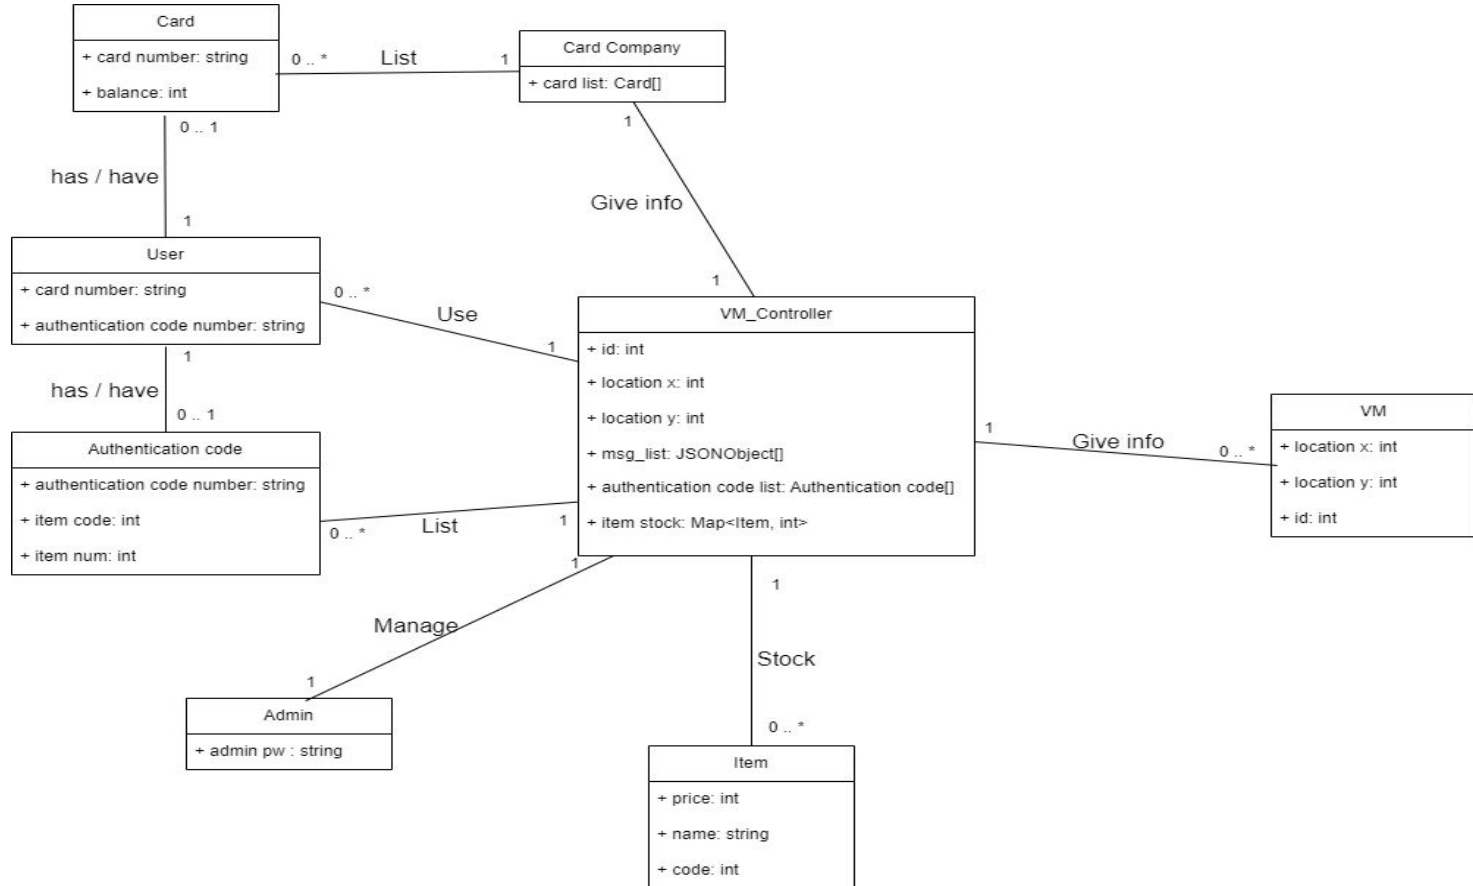 Card
+ card number: string
+ balance: int
0 .. *
List
1
Card Company
+ card list: Card[]
0 .. 1
has / have
1
1
Give info
1
User
+ card number: string
+ authentication code number: string
0 .. *
Use
1
1
has / have
0 .. 1
VM_Controller
+ id: int
+ location x: int
+ location y: int
+ msg_list: JSONObject[]
+ authentication code list: Authentication code[]
+ item stock: Map<Item, int>
1
Give info
0 .. *
VM
+ location x: int
+ location y: int
+ id: int
Authentication code
+ authentication code number: string
+ item code: int
+ item num: int
0 .. *
List
1
1
Manage
1
Admin
+ admin pw : string
1
Stock
0 .. *
Item
+ price: int
+ name: string
+ code: int